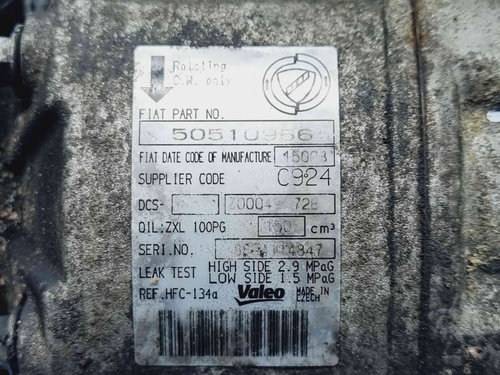 Rotating
C.W. only
FIAT PART NO.
50510966
FIAT DATE CODE OF MANUFACTURE
SUPPLIER CODE C924
DCS-
OIL:ZXL 100PG cm³
SERI.NO.
LEAK TEST HIGH SIDE 2.9 MPaG
LOW SIDE 1.5 MPaG
REF.HFC-134a Valeo MADE IN CZECH